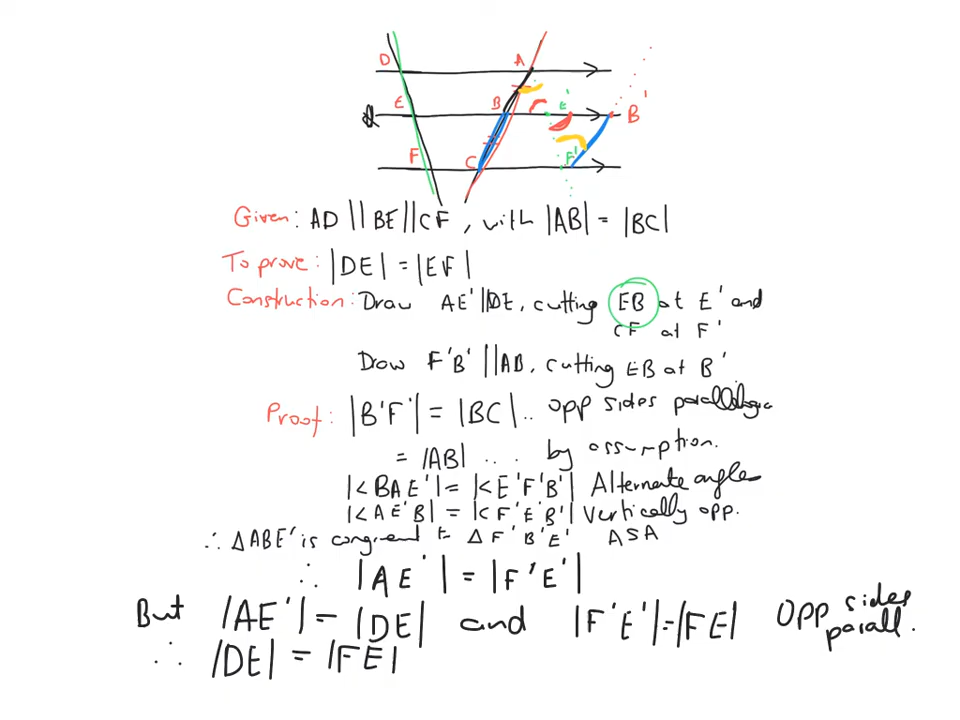 D A
E B E' B'
F C F'
Given: AD || BE || CF, with |AB| = |BC|
To prove: |DE| = |EF|
Construction: Draw AE' || DE, cutting EB at E' and
CF at F'
Draw F'B' || AB, cutting EB at B'
Proof: |B'F'| = |BC| .. opp sides
= |AB| .... by assumption.
|<BAE'| = |<E'F'B'| Alternate angles
|<AE'B| = |<F'E'B'| Vertically opp.
∴ ΔABE' is congruent to ΔF'B'E' ASA
∴ |AE'| = |F'E'|
But |AE'| = |DE| and |F'E'| = |FE| Opp sides
parall.
∴ |DE| = |FE|